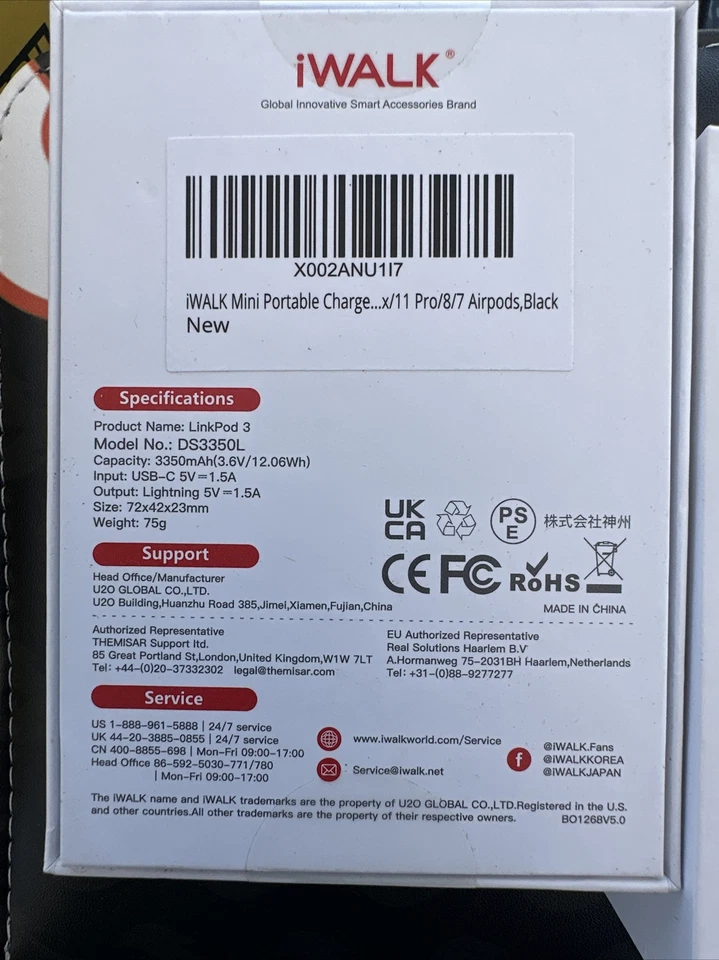 iWALK®
Global Innovative Smart Accessories Brand
X002ANU1I7
iWALK Mini Portable Charge...x/11 Pro/8/7 Airpods,Black
New
Specifications
Product Name: LinkPod 3
Model No.: DS3350L
Capacity: 3350mAh(3.6V/12.06Wh)
Input: USB-C 5V⎓1.5A
Output: Lightning 5V⎓1.5A
Size: 72x42x23mm
Weight: 75g
UK
CA
PS
E
株式会社神州
CE FC RoHS
MADE IN CHINA
Support
Head Office/Manufacturer
U2O GLOBAL CO.,LTD.
U2O Building,Huanzhu Road 385,Jimei,Xiamen,Fujian,China
Authorized Representative
THEMISAR Support ltd.
85 Great Portland St,London,United Kingdom,W1W 7LT
Tel: +44-(0)20-37332302 legal@themisar.com
EU Authorized Representative
Real Solutions Haarlem B.V
A.Hormanweg 75-2031BH Haarlem,Netherlands
Tel: +31-(0)88-9277277
Service
US 1-888-961-5888 | 24/7 service
UK 44-20-3885-0855 | 24/7 service
CN 400-8855-698 | Mon-Fri 09:00-17:00
Head Office 86-592-5030-771/780
| Mon-Fri 09:00-17:00
www.iwalkworld.com/Service
Service@iwalk.net
f
@iWALK.Fans
@iWALKKOREA
@iWALKJAPAN
The iWALK name and iWALK trademarks are the property of U2O GLOBAL CO.,LTD.Registered in the U.S.
and other countries.All other trademarks are the property of their respective owners.
BO1268V5.0